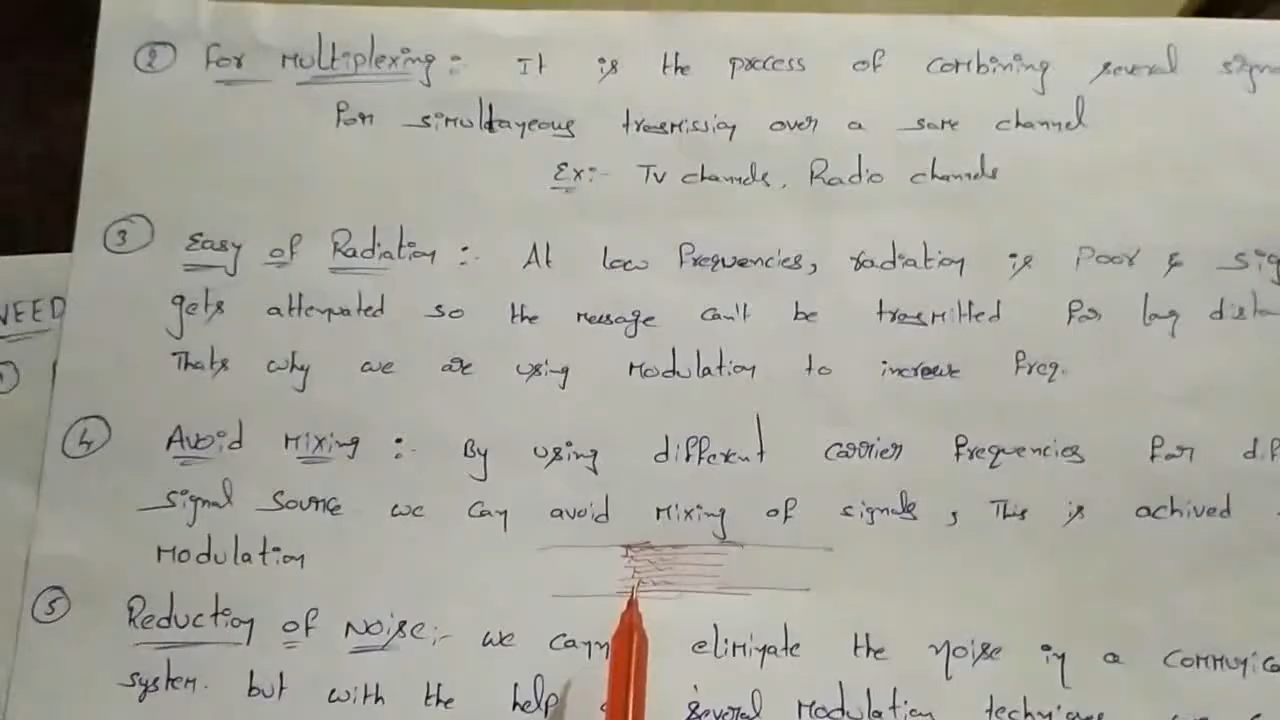 ② For Multiplexing :- It is the process of combining several
For simultayeous trasmissioy over a same channel
Ex:- TV channels, Radio channels
③ Easy of Radiation :- At low frequencies, radiation is Poor &
gets attenuated so the message can't be trasmitted for long
That's why we are using Modulation to increase Freq.
NEED
④ Avoid Mixing :- By using different carrier frequencies for
signal source we can avoid mixing of signals, This is achived
Modulation
⑤ Reduction of Noise:- we eliminate the noise in a
system. but with the help several Modulation